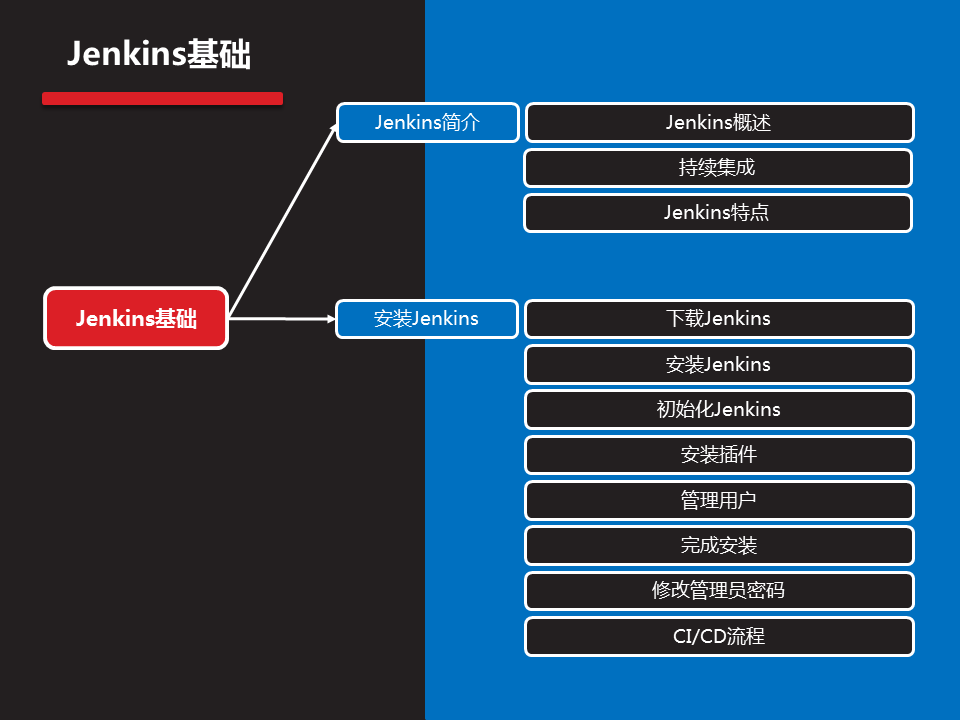 Jenkins基础
Jenkins简介
Jenkins概述
持续集成
Jenkins特点
Jenkins基础
安装Jenkins
下载Jenkins
安装Jenkins
初始化Jenkins
安装插件
管理用户
完成安装
修改管理员密码
CI/CD流程